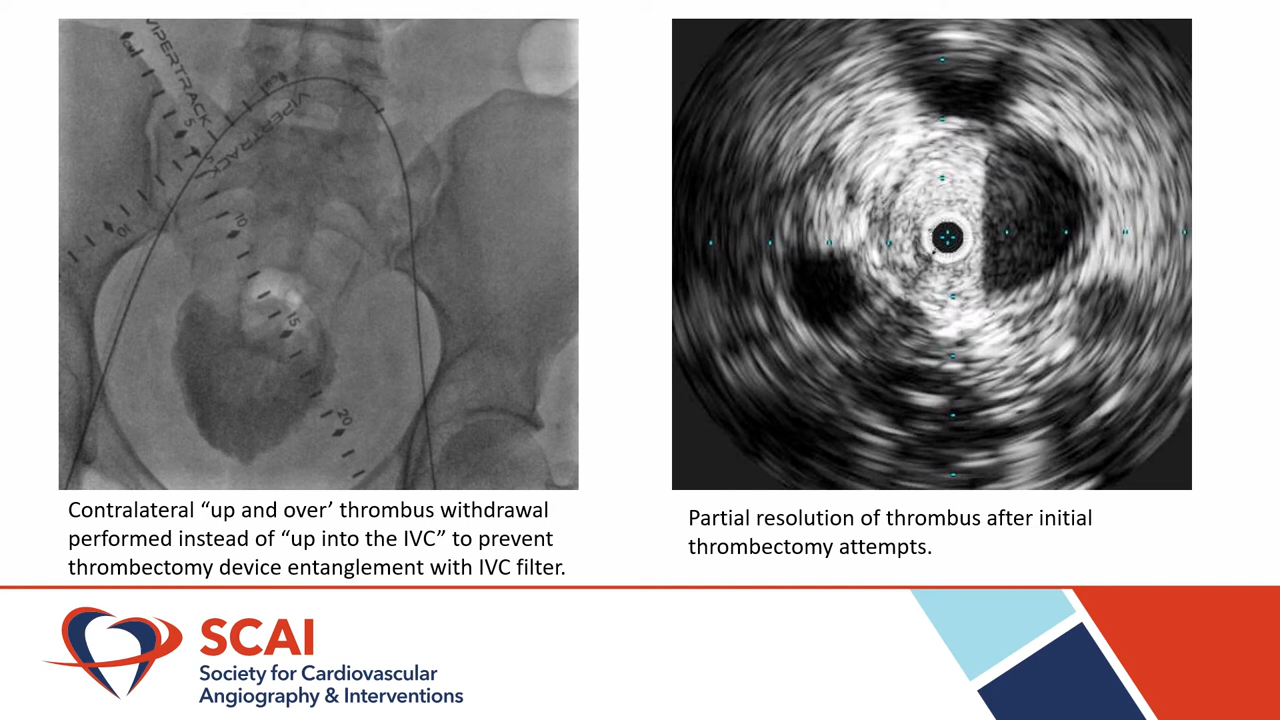 VIPERTRACK
VIPERTRACK
5
5
10
10
15
20
Contralateral “up and over’ thrombus withdrawal
performed instead of “up into the IVC” to prevent
thrombectomy device entanglement with IVC filter.
Partial resolution of thrombus after initial
thrombectomy attempts.
SCAI
Society for Cardiovascular
Angiography & Interventions